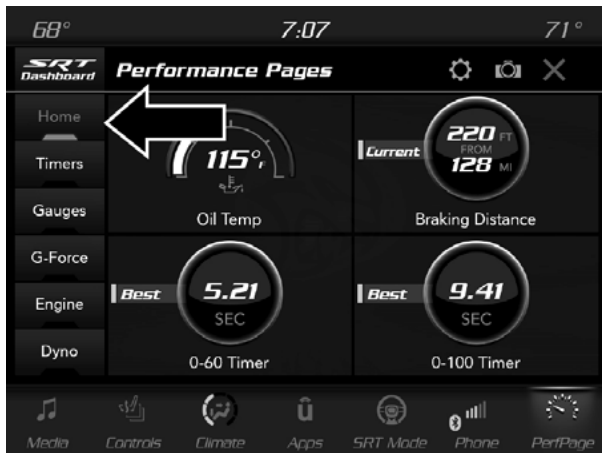 68° 7:07 71°
SRT Dashboard Performance Pages
Home
Timers
Gauges
G-Force
Engine
Dyno
115°F
Oil Temp
Current
220 FT
FROM
128 MI
Braking Distance
Best
5.21
SEC
0-60 Timer
Best
9.41
SEC
0-100 Timer
Media Controls Climate Apps SRT Mode Phone PerfPage